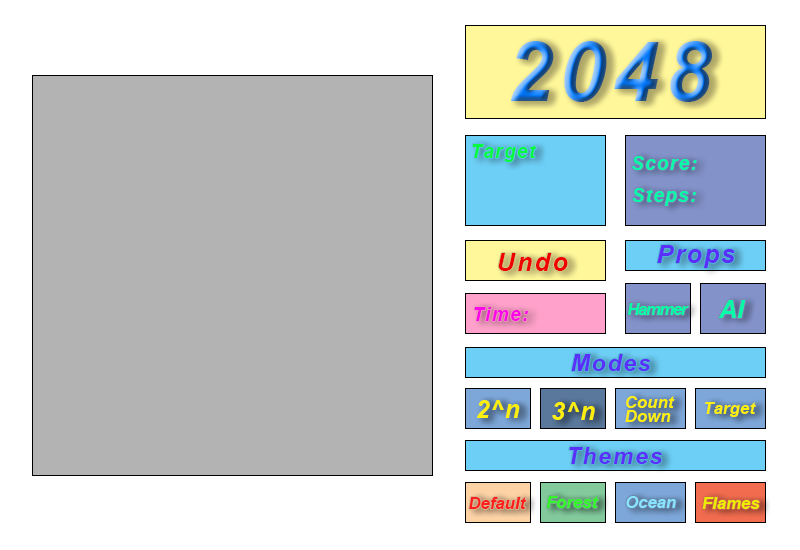 2048
Target
Score:
Steps:
Undo
Props
Time:
Hammer
AI
Modes
2^n
3^n
Count
Down
Target
Themes
Default
Forest
Ocean
Flames